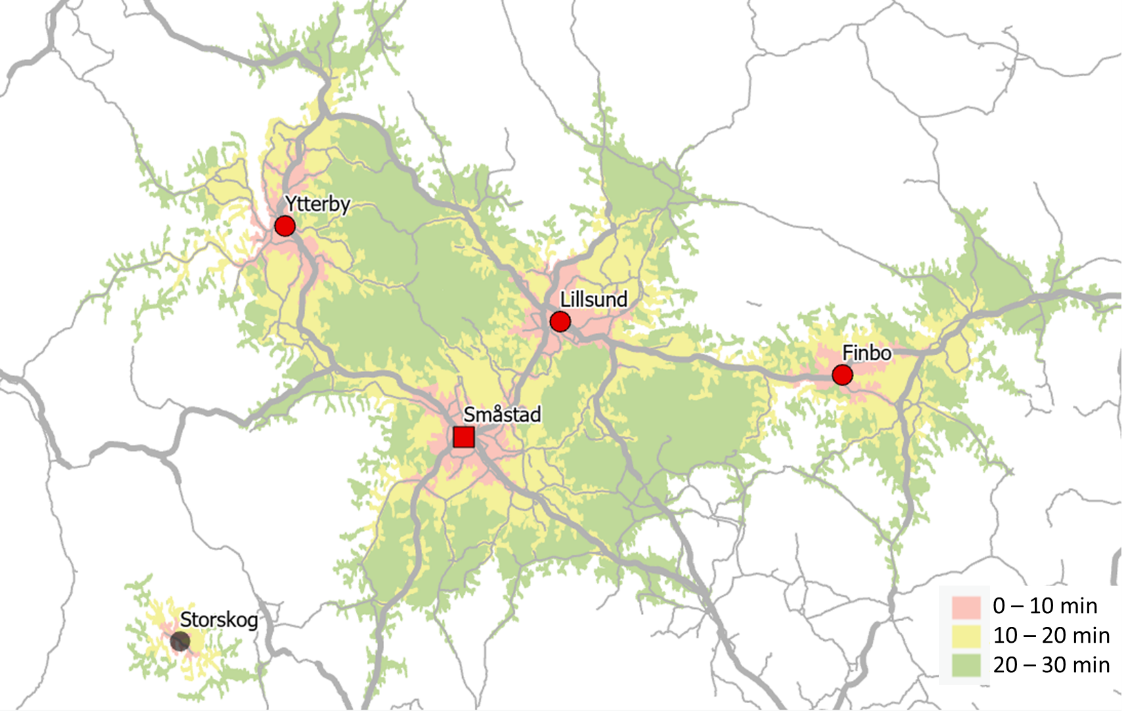 Ytterby
Lillsund
Finbo
Småstad
Storskog
0 – 10 min
10 – 20 min
20 – 30 min